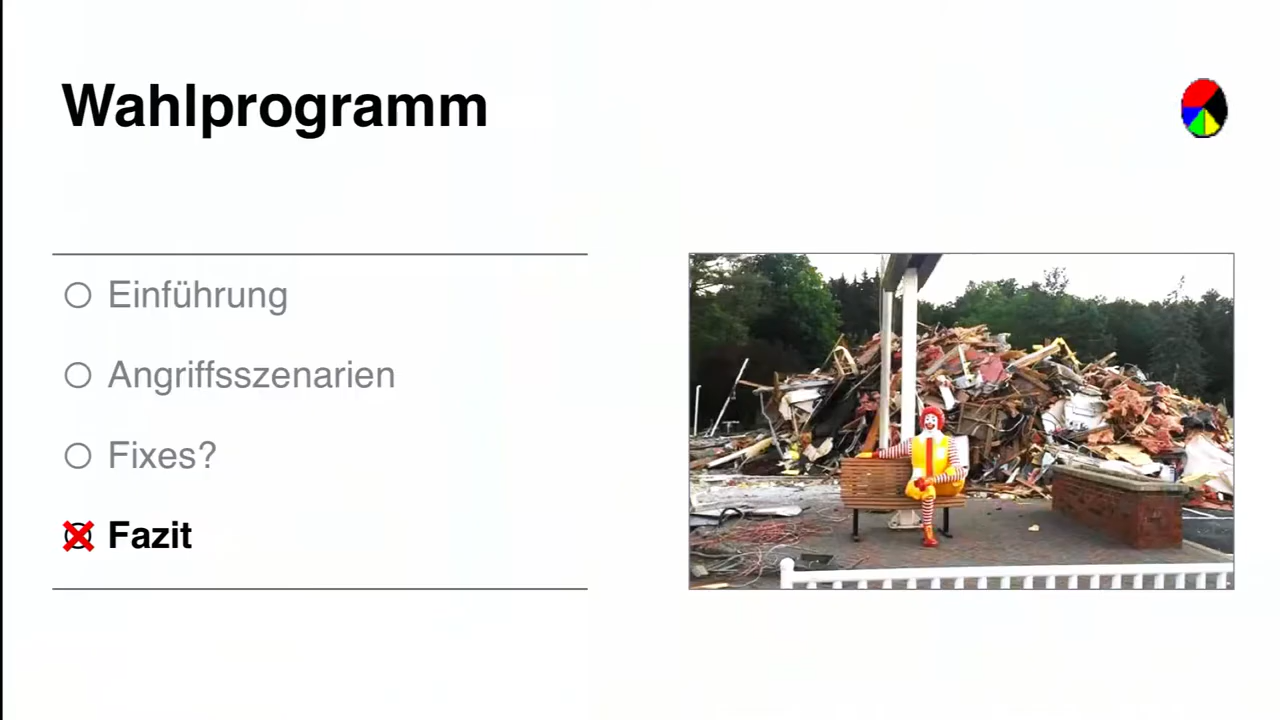 Wahlprogramm
Einführung
Angriffsszenarien
Fixes?
Fazit